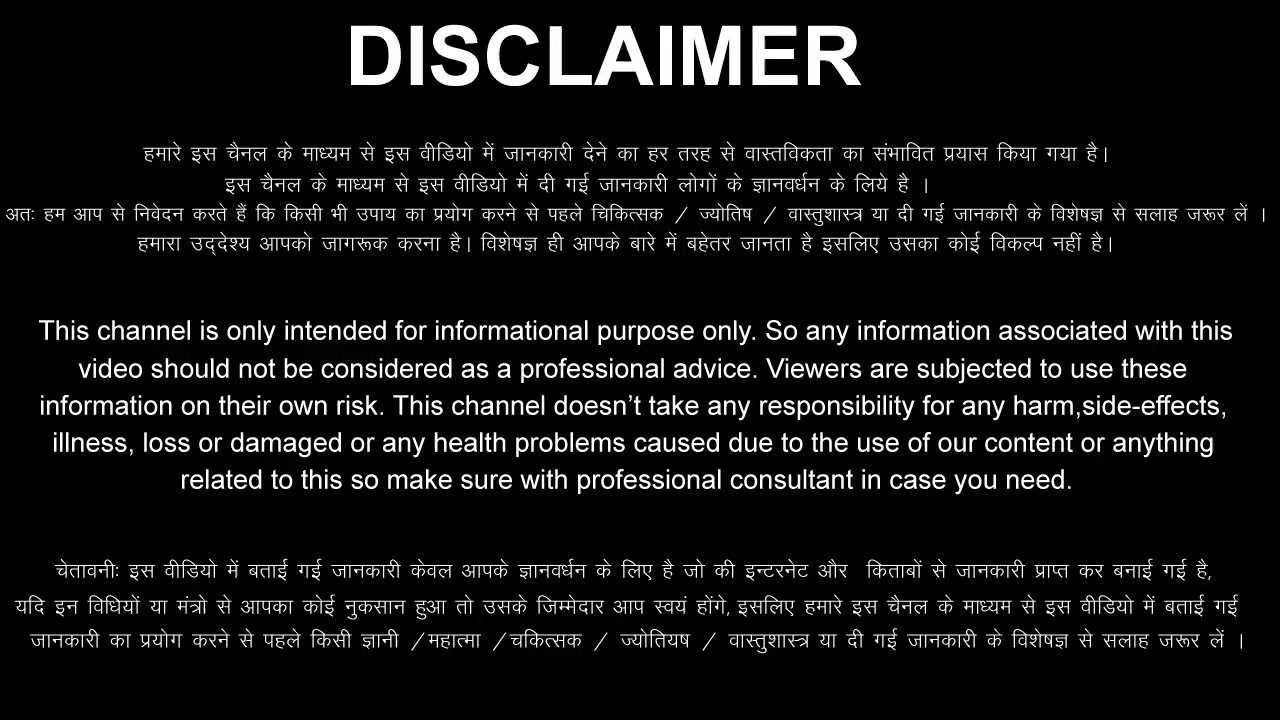 DISCLAIMER
हमारे इस चैनल के माध्यम से इस वीडियो में जानकारी देने का हर तरह से वास्तविकता का संभावित प्रयास किया गया है।
इस चैनल के माध्यम से इस वीडियो में दी गई जानकारी लोगों के ज्ञानवर्धन के लिये है ।
अतः हम आप से निवेदन करते हैं कि किसी भी उपाय का प्रयोग करने से पहले चिकित्सक / ज्योतिष / वास्तुशास्त्र या दी गई जानकारी के विशेषज्ञ से सलाह जरूर लें ।
हमारा उद्देश्य आपको जागरूक करना है। विशेषज्ञ ही आपके बारे में बहेतर जानता है इसलिए उसका कोई विकल्प नहीं है।
This channel is only intended for informational purpose only. So any information associated with this
video should not be considered as a professional advice. Viewers are subjected to use these
information on their own risk. This channel doesn’t take any responsibility for any harm,side-effects,
illness, loss or damaged or any health problems caused due to the use of our content or anything
related to this so make sure with professional consultant in case you need.
चेतावनीः इस वीडियो में बताई गई जानकारी केवल आपके ज्ञानवर्धन के लिए है जो की इन्टरनेट और किताबों से जानकारी प्राप्त कर बनाई गई है,
यदि इन विधियों या मंत्रो से आपका कोई नुकसान हुआ तो उसके जिम्मेदार आप स्वयं होंगे, इसलिए हमारे इस चैनल के माध्यम से इस वीडियो में बताई गई
जानकारी का प्रयोग करने से पहले किसी ज्ञानी /महात्मा /चकित्सक / ज्योतियष / वास्तुशास्त्र या दी गई जानकारी के विशेषज्ञ से सलाह जरूर लें ।